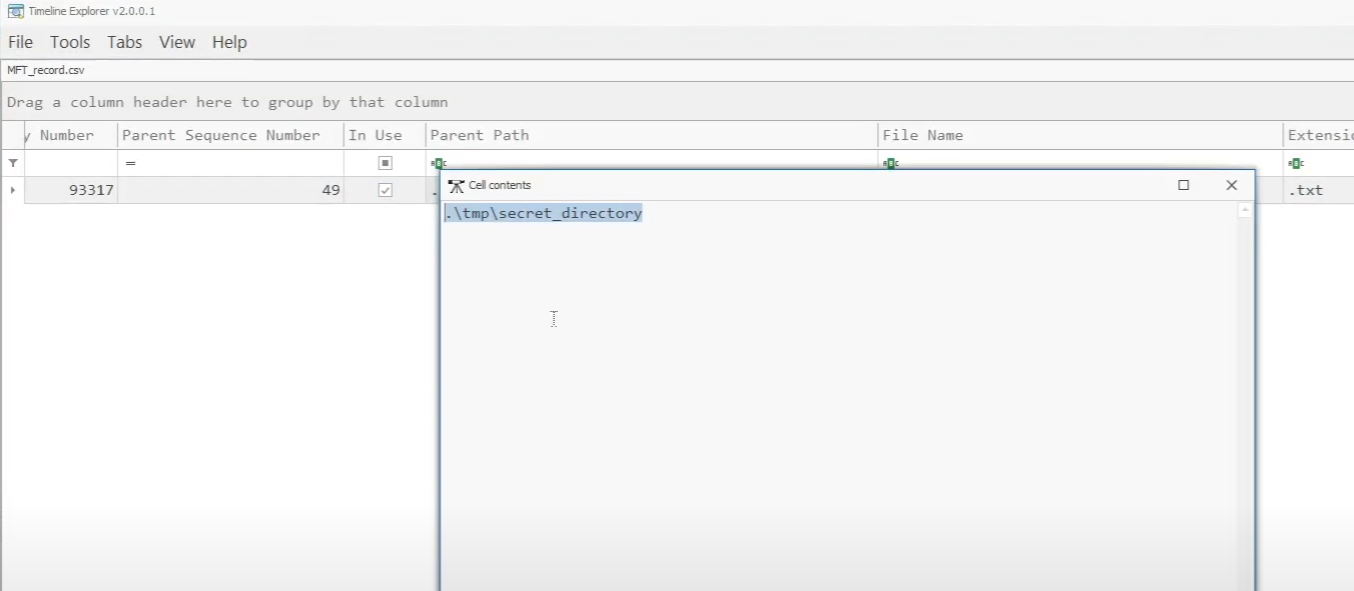 Timeline Explorer v2.0.0.1
File Tools Tabs View Help
MFT_record.csv
Drag a column header here to group by that column
y Number Parent Sequence Number In Use Parent Path File Name Extensio
=
93317 49 . .txt
Cell contents
.\tmp\secret_directory